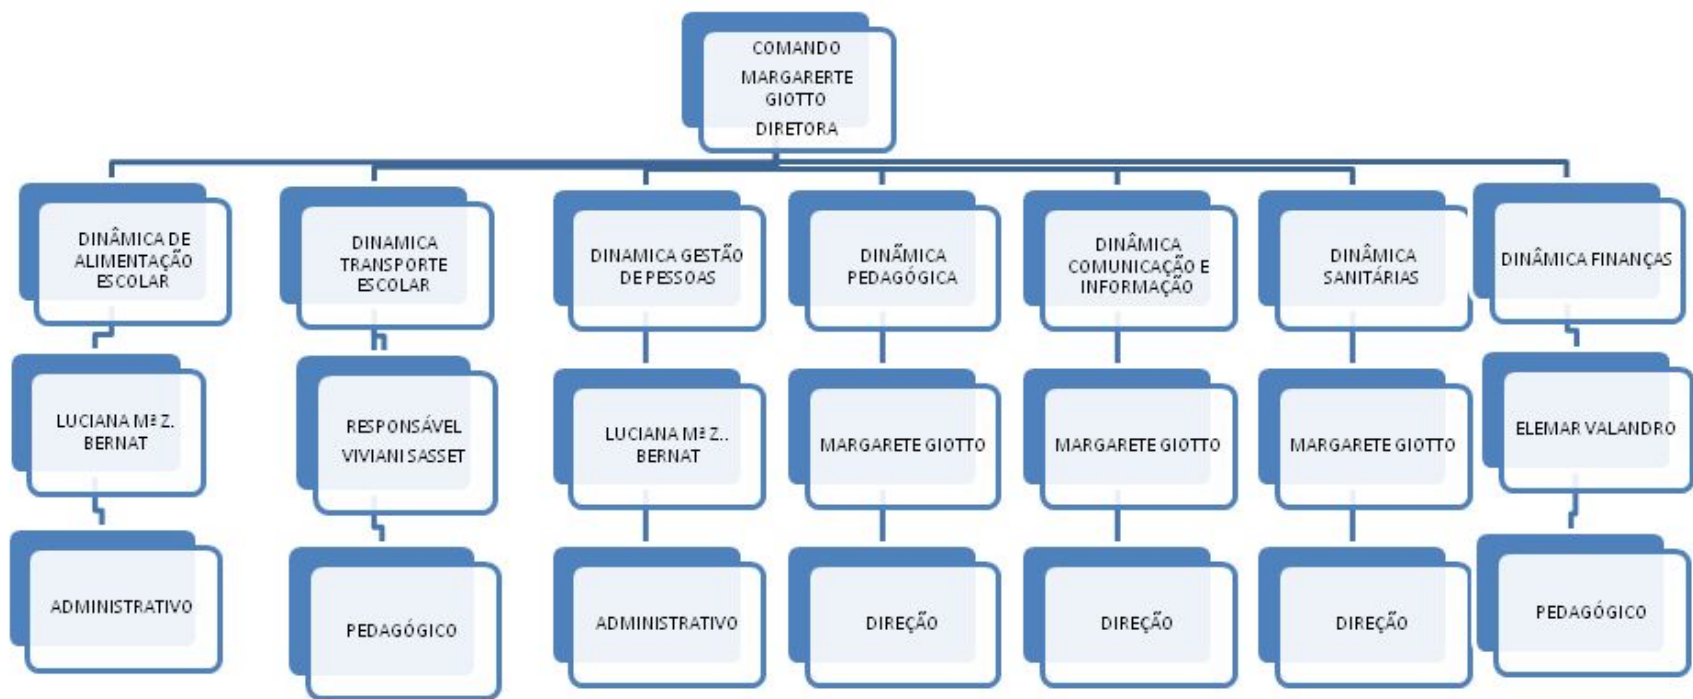 COMANDO
MARGARERTE
GIOTTO
DIRETORA
DINÂMICA DE
ALIMENTAÇÃO
ESCOLAR
DINAMICA
TRANSPORTE
ESCOLAR
DINAMICA GESTÃO
DE PESSOAS
DINÃMICA
PEDAGÓGICA
DINÂMICA
COMUNICAÇÃO E
INFORMAÇÃO
DINÂMICA
SANITÁRIAS
DINÂMICA FINANÇAS
LUCIANA Mª Z.
BERNAT
RESPONSÁVEL
VIVIANI SASSET
LUCIANA Mª Z..
BERNAT
MARGARETE GIOTTO
MARGARETE GIOTTO
MARGARETE GIOTTO
ELEMAR VALANDRO
ADMINISTRATIVO
PEDAGÓGICO
ADMINISTRATIVO
DIREÇÃO
DIREÇÃO
DIREÇÃO
PEDAGÓGICO